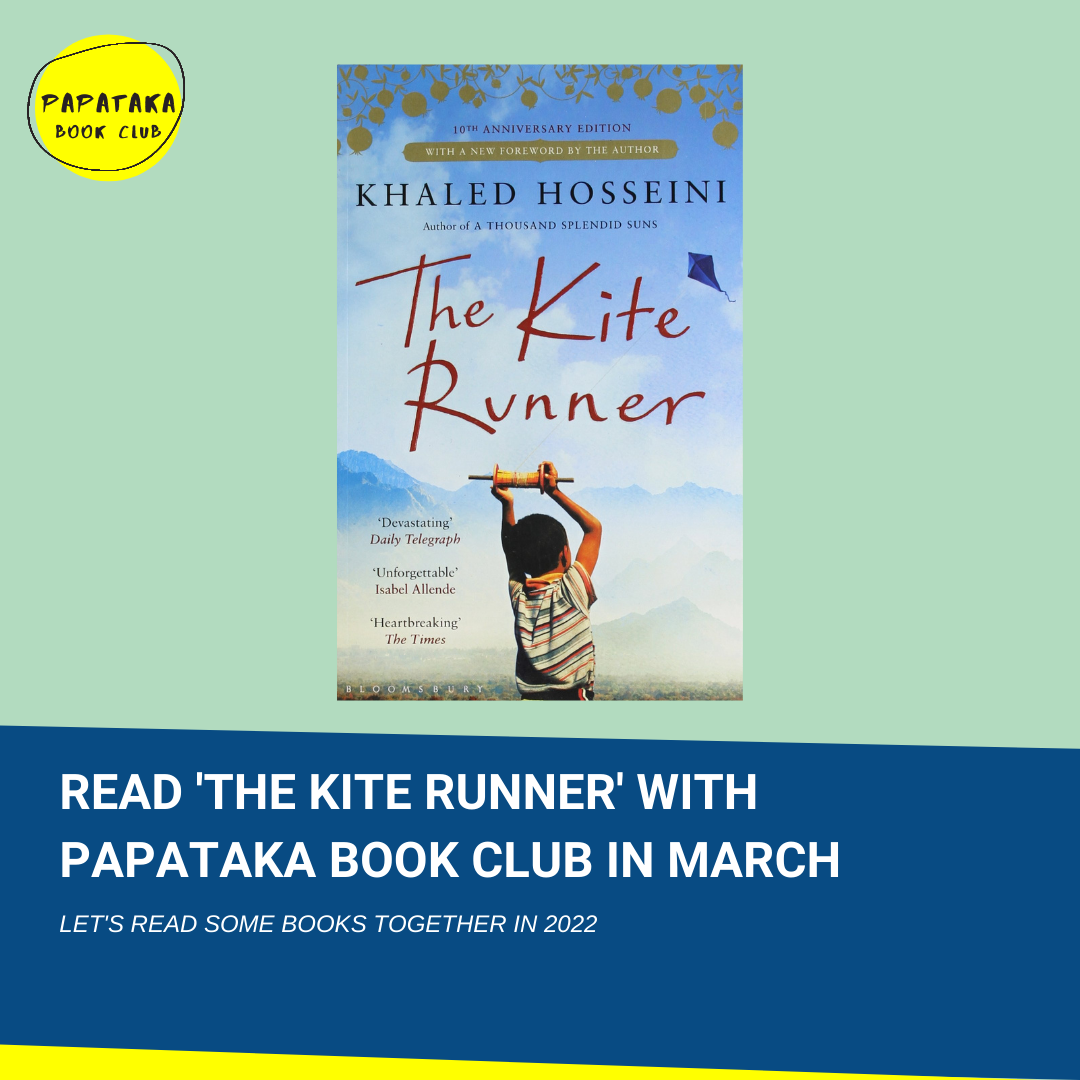 PAPATAKA
BOOK CLUB
10TH ANNIVERSARY EDITION
WITH A NEW FOREWORD BY THE AUTHOR
KHALED HOSSEINI
Author of A THOUSAND SPLENDID SUNS
The Kite
Runner
‘Devastating’
Daily Telegraph
‘Unforgettable’
Isabel Allende
‘Heartbreaking’
The Times
BLOOMSBURY
READ 'THE KITE RUNNER' WITH
PAPATAKA BOOK CLUB IN MARCH
LET'S READ SOME BOOKS TOGETHER IN 2022